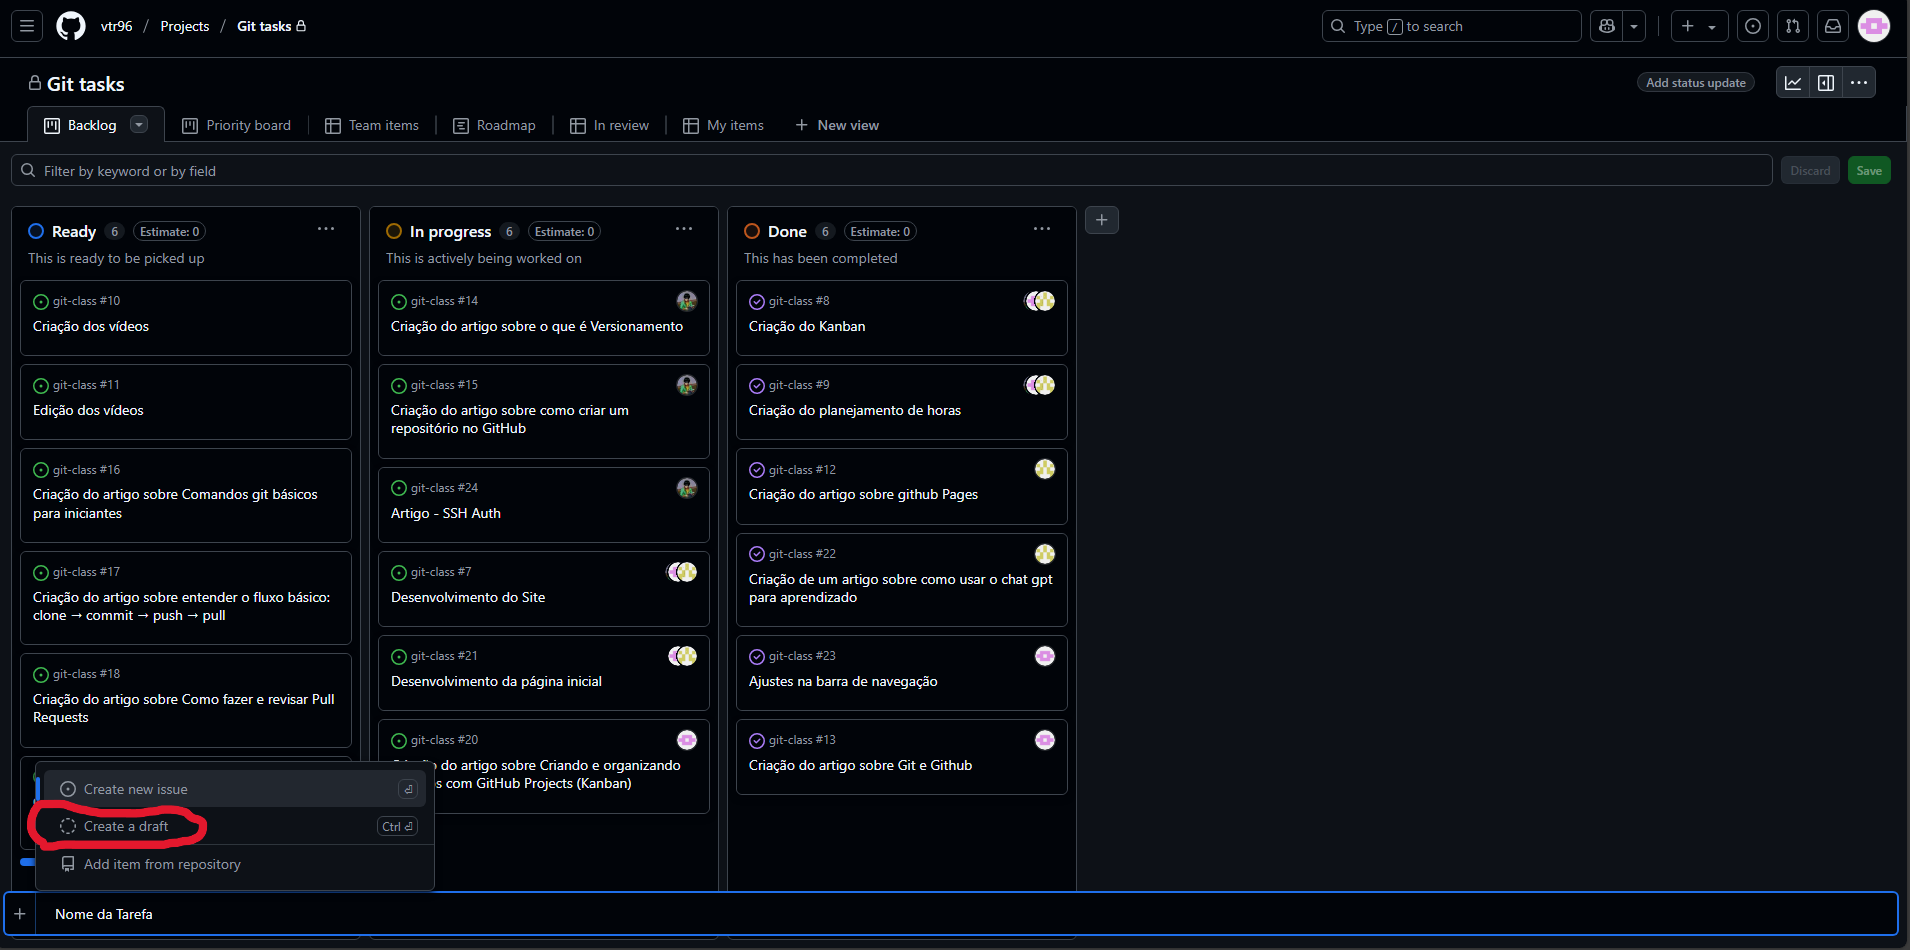 vtr96 / Projects / Git tasks
Type / to search
Git tasks
Add status update
Backlog
Priority board
Team items
Roadmap
In review
My items
New view
Filter by keyword or by field
Discard
Save
Ready 6 Estimate: 0
This is ready to be picked up
git-class #10
Criação dos vídeos
git-class #11
Edição dos vídeos
git-class #16
Criação do artigo sobre Comandos git básicos
para iniciantes
git-class #17
Criação do artigo sobre entender o fluxo básico:
clone → commit → push → pull
git-class #18
Criação do artigo sobre Como fazer e revisar Pull
Requests
In progress 6 Estimate: 0
This is actively being worked on
git-class #14
Criação do artigo sobre o que é Versionamento
git-class #15
Criação do artigo sobre como criar um
repositório no GitHub
git-class #24
Artigo - SSH Auth
git-class #7
Desenvolvimento do Site
git-class #21
Desenvolvimento da página inicial
git-class #20
do artigo sobre Criando e organizando
com GitHub Projects (Kanban)
Done 6 Estimate: 0
This has been completed
git-class #8
Criação do Kanban
git-class #9
Criação do planejamento de horas
git-class #12
Criação do artigo sobre github Pages
git-class #22
Criação de um artigo sobre como usar o chat gpt
para aprendizado
git-class #23
Ajustes na barra de navegação
git-class #13
Criação do artigo sobre Git e Github
Create new issue
Create a draft Ctrl
Add item from repository
Nome da Tarefa